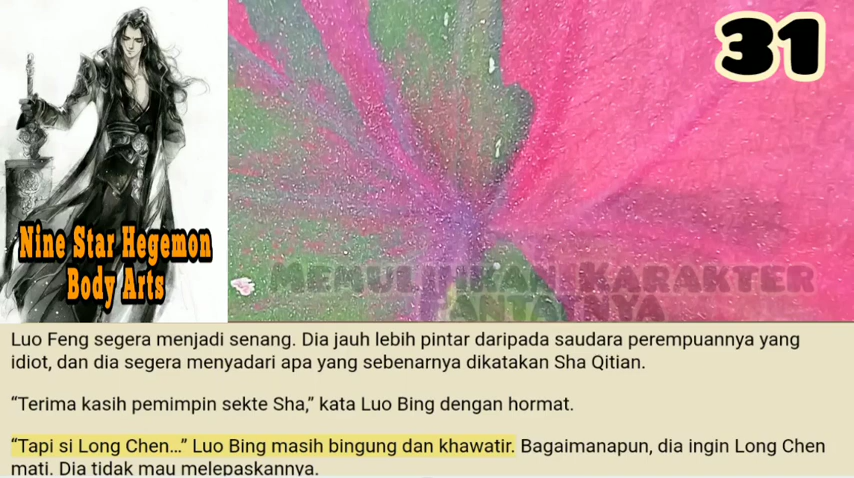 31
Nine Star Hegemon
Body Arts
Memulihkan Karakter
Luo Feng segera menjadi senang. Dia jauh lebih pintar daripada saudara perempuannya yang
idiot, dan dia segera menyadari apa yang sebenarnya dikatakan Sha Qitian.
“Terima kasih pemimpin sekte Sha,” kata Luo Bing dengan hormat.
“Tapi si Long Chen…” Luo Bing masih bingung dan khawatir. Bagaimanapun, dia ingin Long Chen
mati. Dia tidak mau melepaskannya.